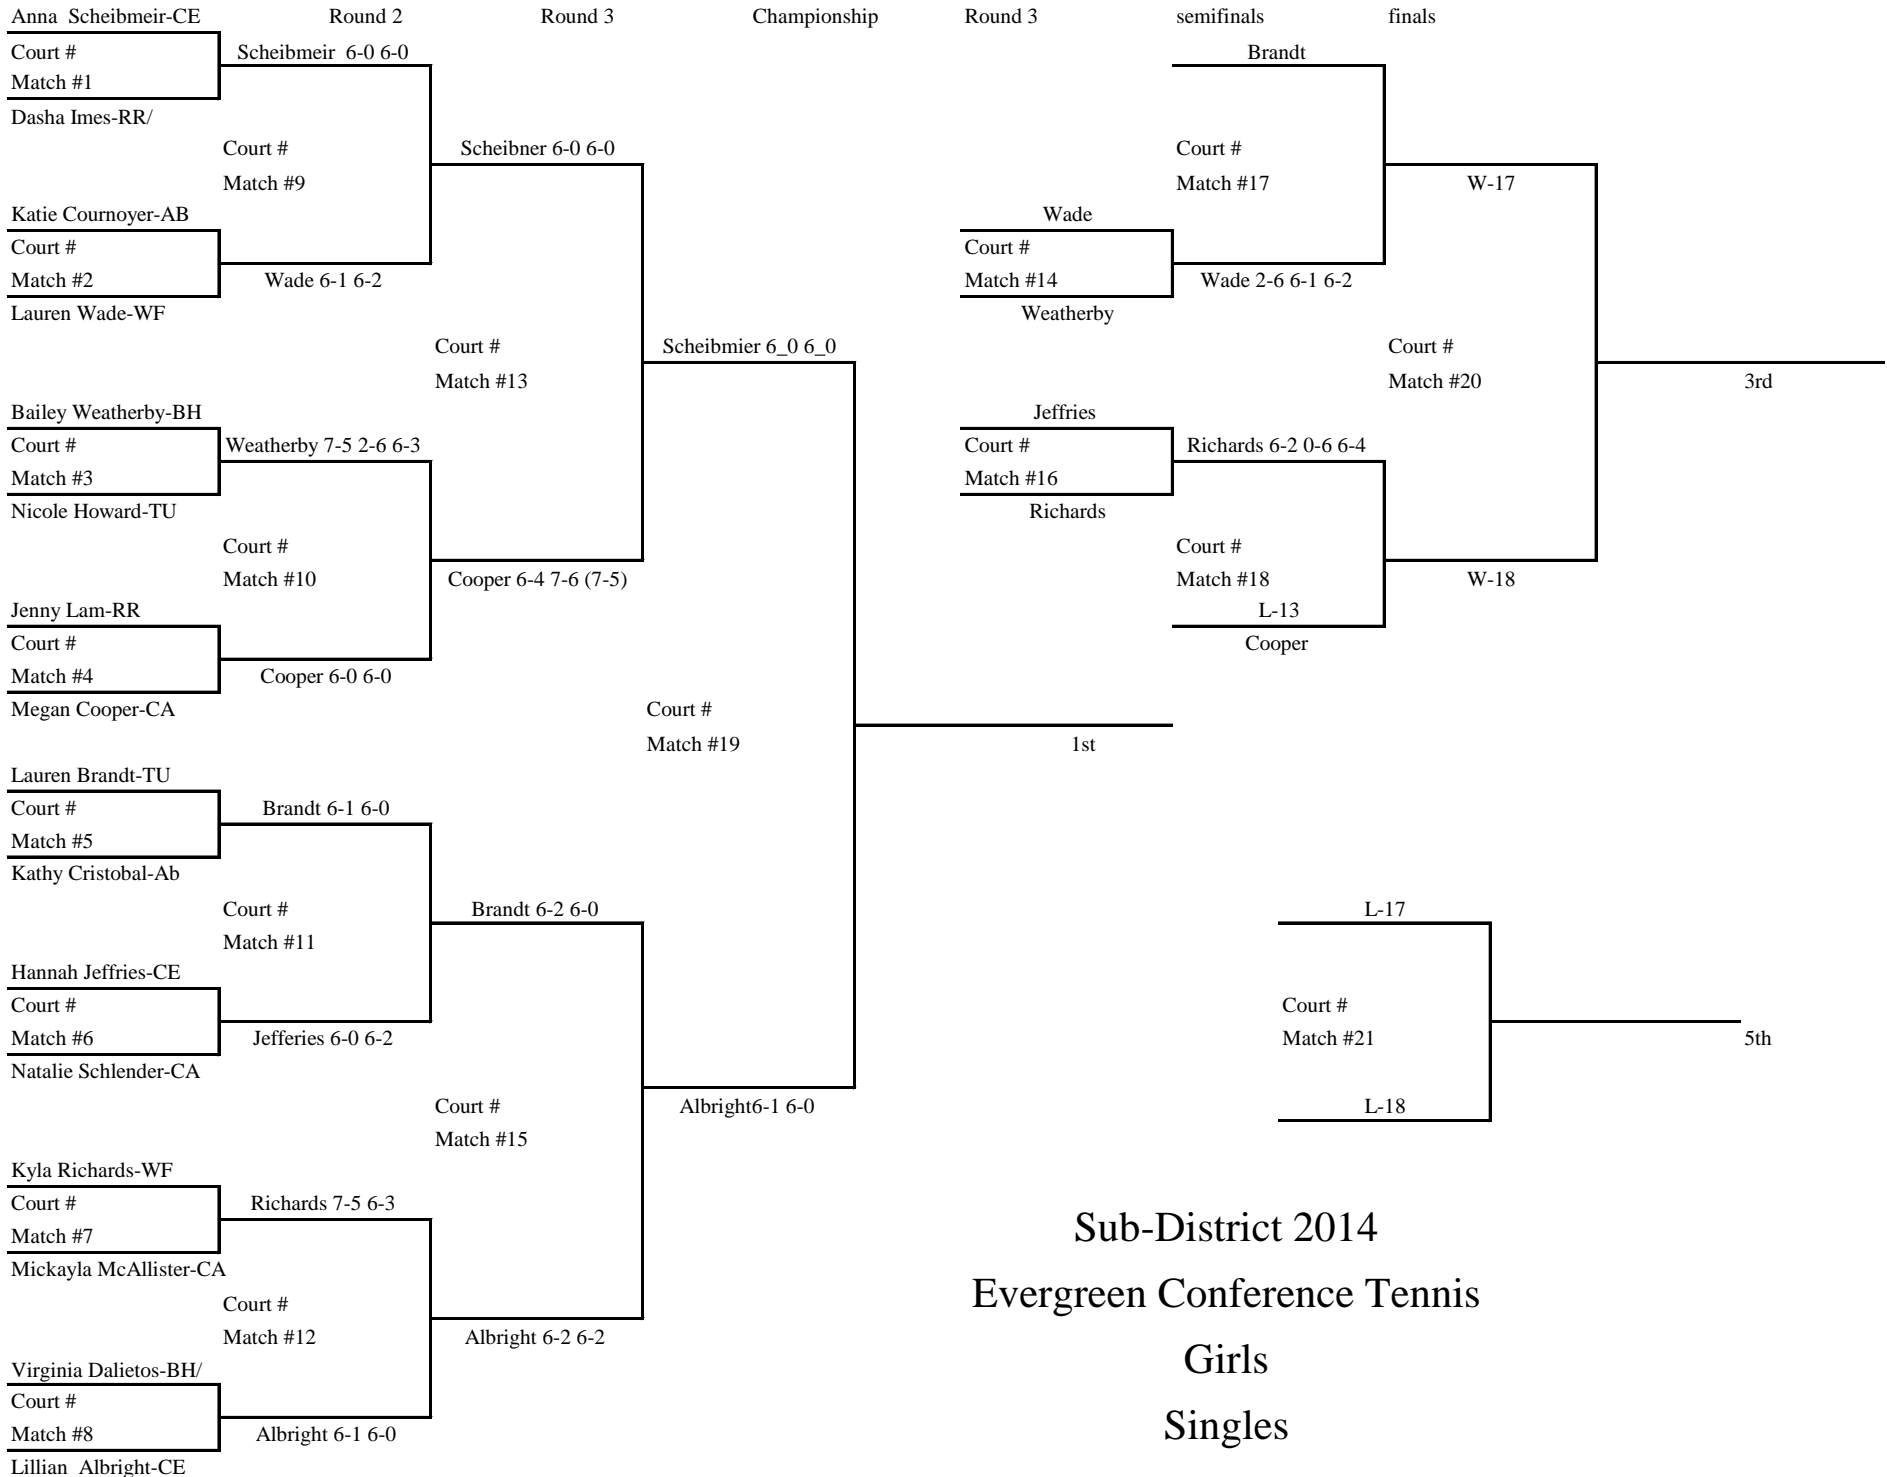 Anna  Scheibmeir-CE
Round 2
Round 3
Championship
Round 3
semifinals
finals
Court #
Match #1
Dasha Imes-RR/
Scheibmeir  6-0 6-0
Court #
Match #9
Katie Cournoyer-AB
Court #
Match #2
Lauren Wade-WF
Wade 6-1 6-2
Scheibner 6-0 6-0
Court #
Match #13
Bailey Weatherby-BH
Court #
Match #3
Nicole Howard-TU
Weatherby 7-5 2-6 6-3
Court #
Match #10
Jenny Lam-RR
Court #
Match #4
Megan Cooper-CA
Cooper 6-0 6-0
Cooper 6-4 7-6 (7-5)
Scheibmier 6_0 6_0
Court #
Match #19
1st
Lauren Brandt-TU
Court #
Match #5
Kathy Cristobal-Ab
Brandt 6-1 6-0
Court #
Match #11
Hannah Jeffries-CE
Court #
Match #6
Natalie Schlender-CA
Jefferies 6-0 6-2
Brandt 6-2 6-0
Court #
Match #15
Albright6-1 6-0
Kyla Richards-WF
Court #
Match #7
Mickayla McAllister-CA
Richards 7-5 6-3
Court #
Match #12
Virginia Dalietos-BH/
Court #
Match #8
Lillian  Albright-CE
Albright 6-1 6-0
Albright 6-2 6-2
Brandt
Court #
Match #17
W-17
Wade
Court #
Match #14
Weatherby
Wade 2-6 6-1 6-2
Court #
Match #20
3rd
Jeffries
Court #
Match #16
Richards
Richards 6-2 0-6 6-4
Court #
Match #18
L-13
Cooper
W-18
L-17
Court #
Match #21
5th
L-18
Sub-District 2014
Evergreen Conference Tennis
Girls
Singles